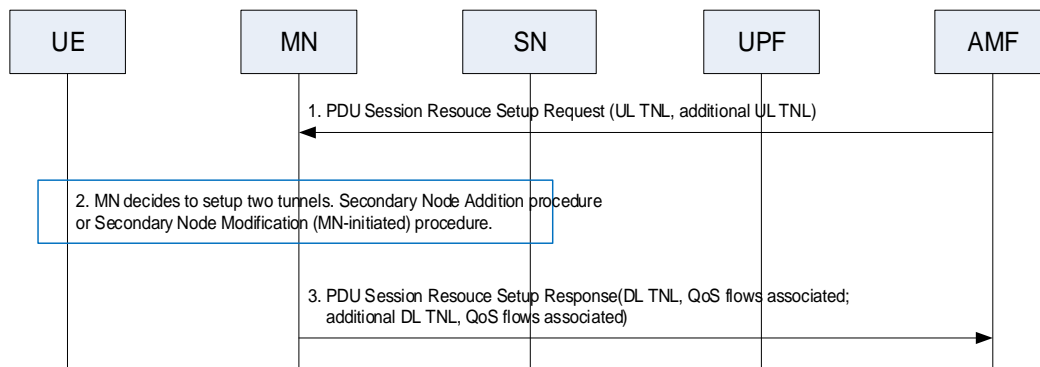 UE
MN
SN
UPF
AMF
1. PDU Session Resouce Setup Request (UL TNL, additional UL TNL)
2. MN decides to setup two tunnels. Secondary Node Addition procedure
or Secondary Node Modification (MN-initiated) procedure.
3. PDU Session Resouce Setup Response(DL TNL, QoS flows associated;
additional DL TNL, QoS flows associated)